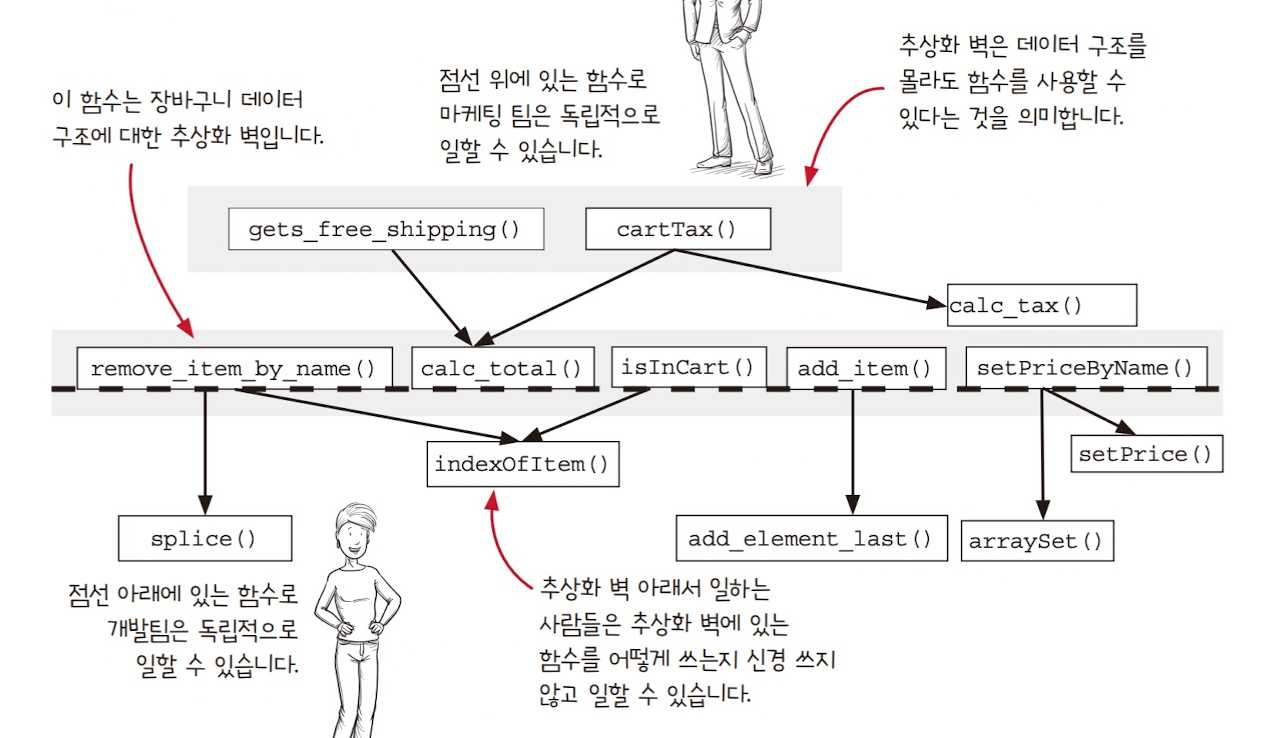 이 함수는 장바구니 데이터
구조에 대한 추상화 벽입니다.
점선 위에 있는 함수로
마케팅 팀은 독립적으로
일할 수 있습니다.
추상화 벽은 데이터 구조를
몰라도 함수를 사용할 수
있다는 것을 의미합니다.
gets_free_shipping()
cartTax()
calc_tax()
remove_item_by_name()
calc_total()
isInCart()
add_item()
setPriceByName()
indexOfItem()
setPrice()
splice()
add_element_last()
arraySet()
점선 아래에 있는 함수로
개발팀은 독립적으로
일할 수 있습니다.
추상화 벽 아래서 일하는
사람들은 추상화 벽에 있는
함수를 어떻게 쓰는지 신경 쓰지
않고 일할 수 있습니다.